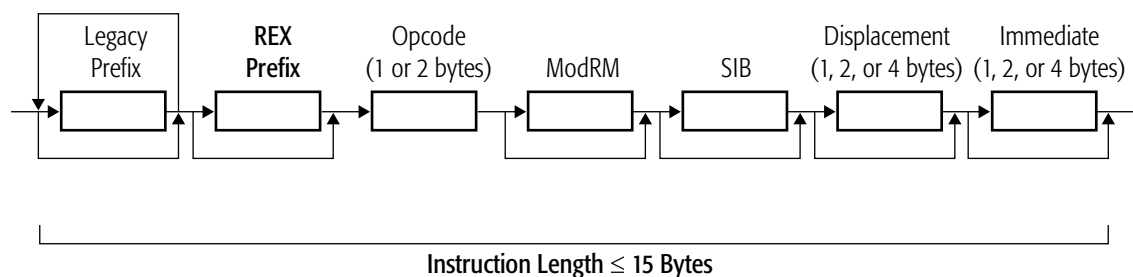 Legacy
Prefix
REX
Prefix
Opcode
(1 or 2 bytes)
ModRM
SIB
Displacement
(1, 2, or 4 bytes)
Immediate
(1, 2, or 4 bytes)
Instruction Length ≤ 15 Bytes